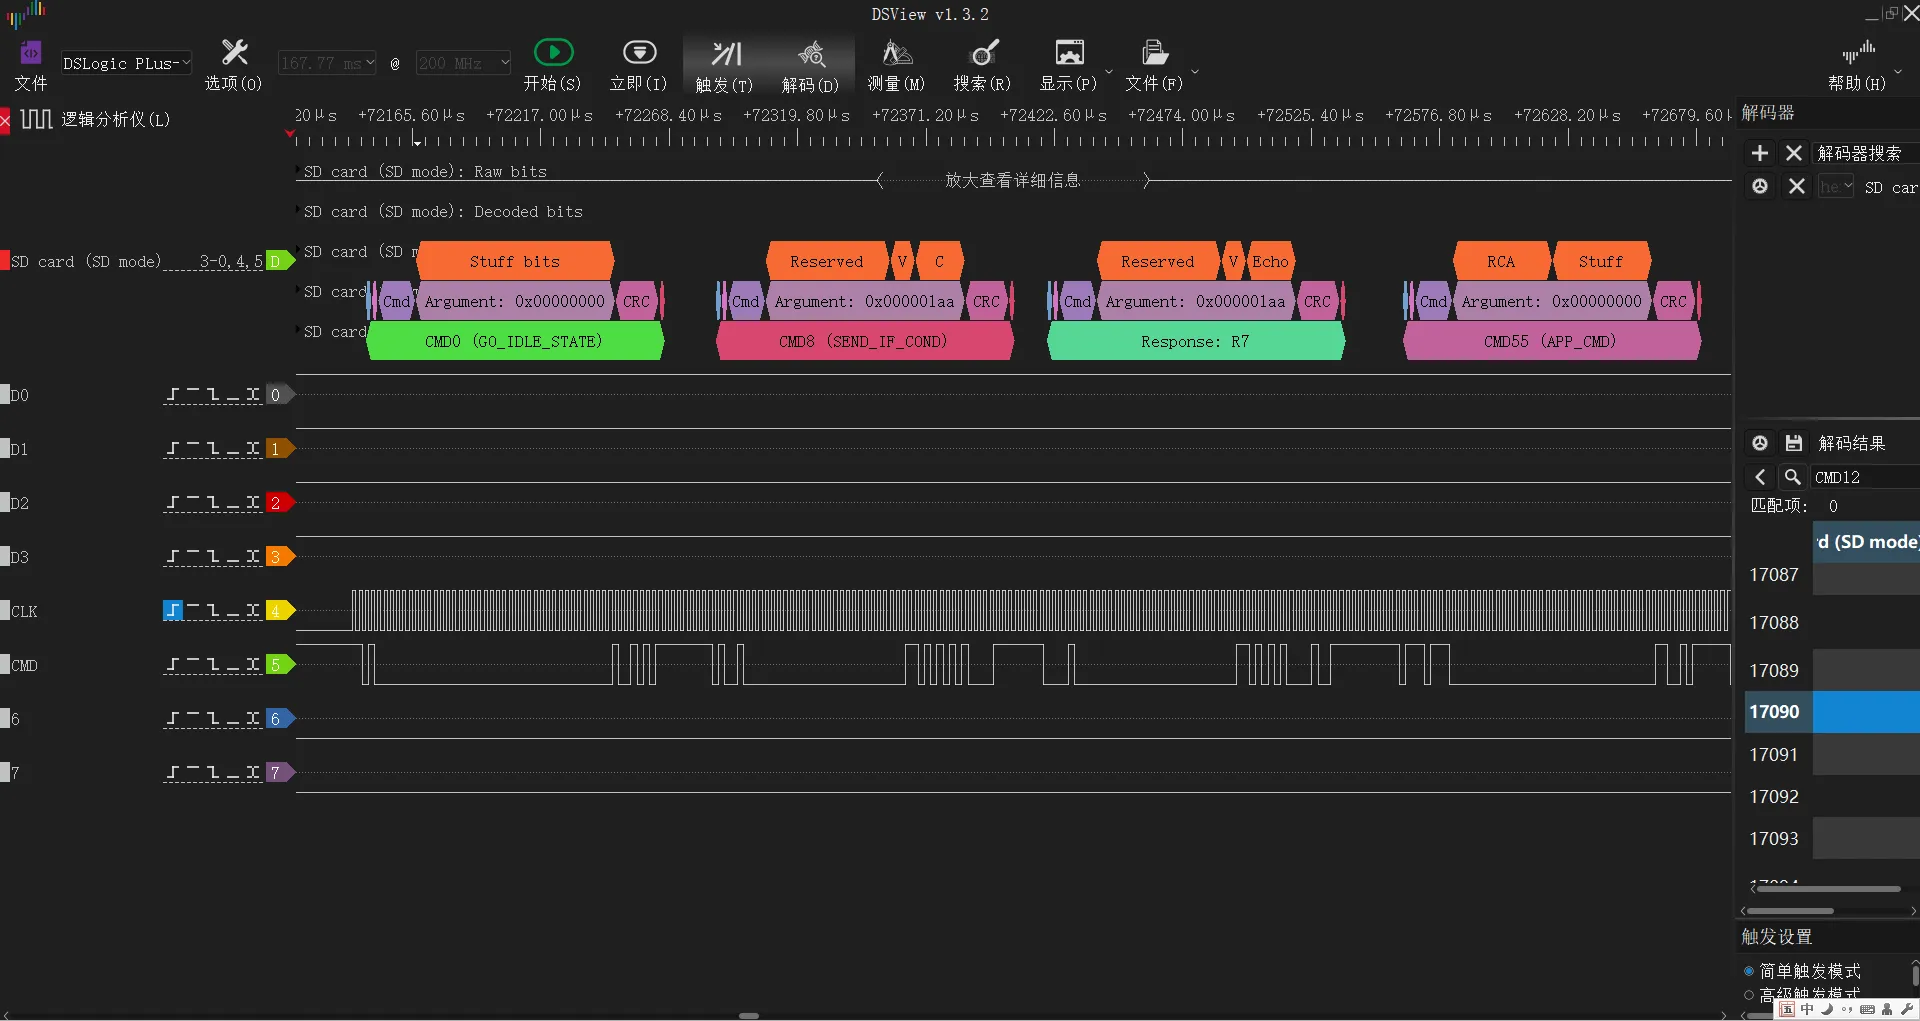 DSView v1.3.2
文件
DSLogic PLus-
选项(O)
167.77 ms
@
200 MHz
开始(S)
立即(I)
触发(T)
解码(D)
测量(M)
搜索(R)
显示(P)
文件(F)
帮助(H)
逻辑分析仪(L)
20μs +72165.60μs +72217.00μs +72268.40μs +72319.80μs +72371.20μs +72422.60μs +72474.00μs +72525.40μs +72576.80μs +72628.20μs +72679.60
SD card (SD mode): Raw bits
放大查看详细信息
SD card (SD mode): Decoded bits
SD card (SD mode) 3-0,4,5 D
SD card (SD
Stuff bits
Reserved V C
Reserved V Echo
RCA Stuff
SD card
Cmd Argument: 0x00000000 CRC
Cmd Argument: 0x000001aa CRC
Cmd Argument: 0x000001aa CRC
Cmd Argument: 0x00000000 CRC
SD card
CMD0 (GO_IDLE_STATE)
CMD8 (SEND_IF_COND)
Response: R7
CMD55 (APP_CMD)
D0 0
D1 1
D2 2
D3 3
CLK 4
CMD 5
6 6
7 7
解码器
解码器搜索
SD car
解码结果
CMD12
匹配项: 0
d (SD mode)
17087
17088
17089
17090
17091
17092
17093
触发设置
简单触发模式
高级触发模式
五 中